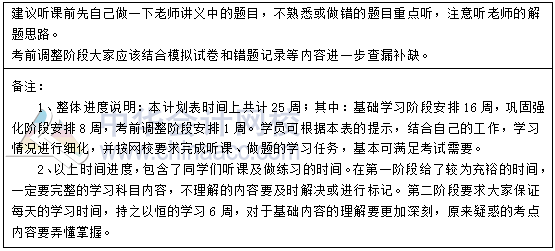 建议听课前先自己做一下老师讲义中的题目，不熟悉或做错的题目重点听，注意听老师的解
题思路。
考前调整阶段大家应该结合模拟试卷和错题记录等内容进一步查漏补缺。
备注：
1、整体进度说明：本计划表时间上共计 25 周；其中：基础学习阶段安排 16 周，巩固强
化阶段安排 8 周，考前调整阶段安排 1 周。学员可根据本表的提示，结合自己的工作，学习
情况进行细化，并按网校要求完成听课、做题的学习任务，基本可满足考试需要。
2、以上时间进度，包含了同学们听课及做练习的时间。在第一阶段给了较为充裕的时间，
一定要完整的学习科目内容，不理解的内容要及时解决或进行标记。第二阶段要求大家保证
每天的学习时间，持之以恒的学习 6 周，对于基础内容的理解要更加深刻，原来疑惑的考点
内容要弄懂掌握。
中华会计网校